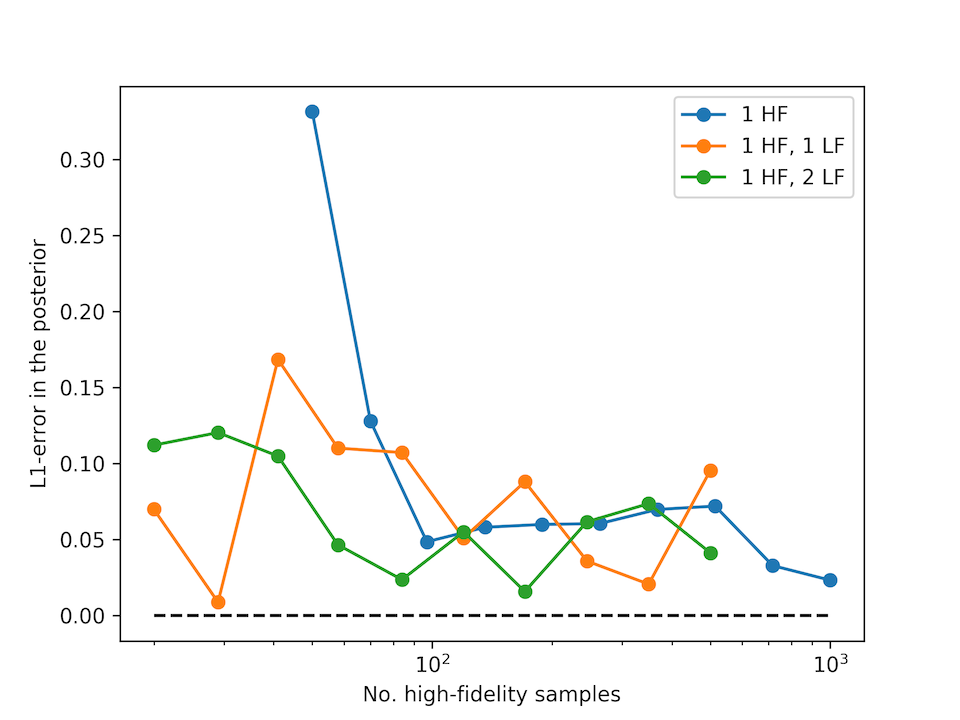 1 HF
1 HF, 1 LF
1 HF, 2 LF
0.30
0.25
0.20
0.15
0.10
0.05
0.00
L1-error in the posterior
10²
10³
No. high-fidelity samples